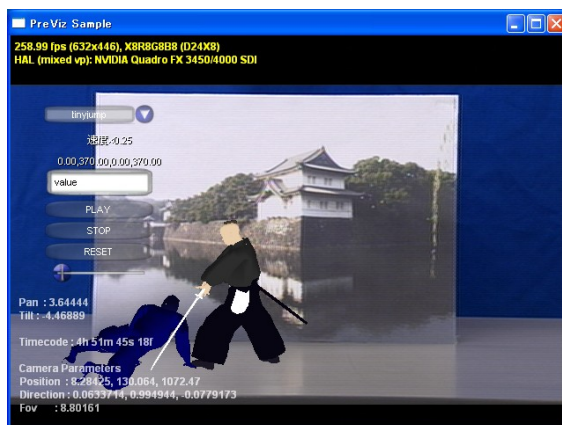 PreViz Sample
258.99 fps (632x446), X8R8G8B8 (D24X8)
HAL (mixed vp): NVIDIA Quadro FX 3450/4000 SDI
tinyjump
速度:0.25
0.00,370.00,0.00,370.00
value
PLAY
STOP
RESET
Pan : 3.64444
Tilt : -4.46889
Timecode : 4h 51m 45s 18f
Camera Parameters
Position : 8.28425, 130.064, 1072.47
Direction : 0.0633714, 0.994944, -0.0779173
Fov : 8.80161